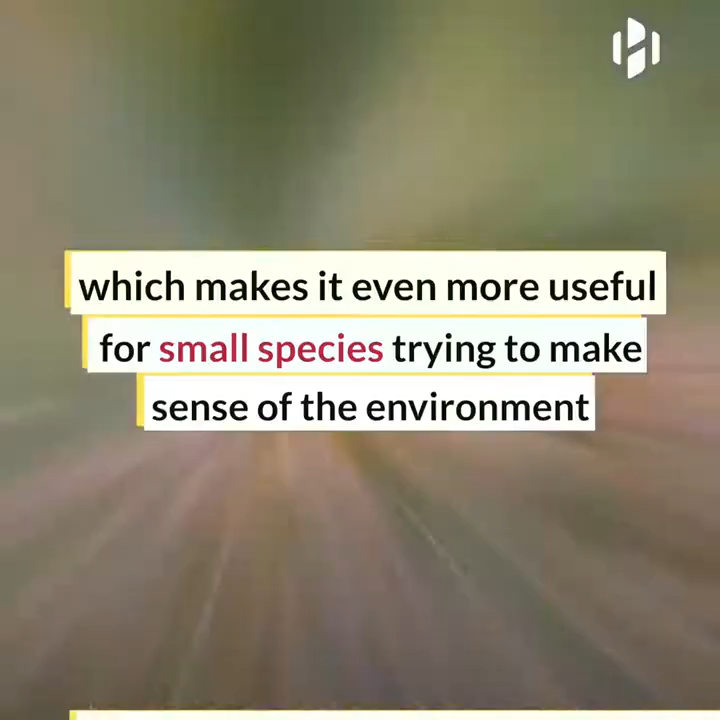 which makes it even more useful
for small species trying to make
sense of the environment